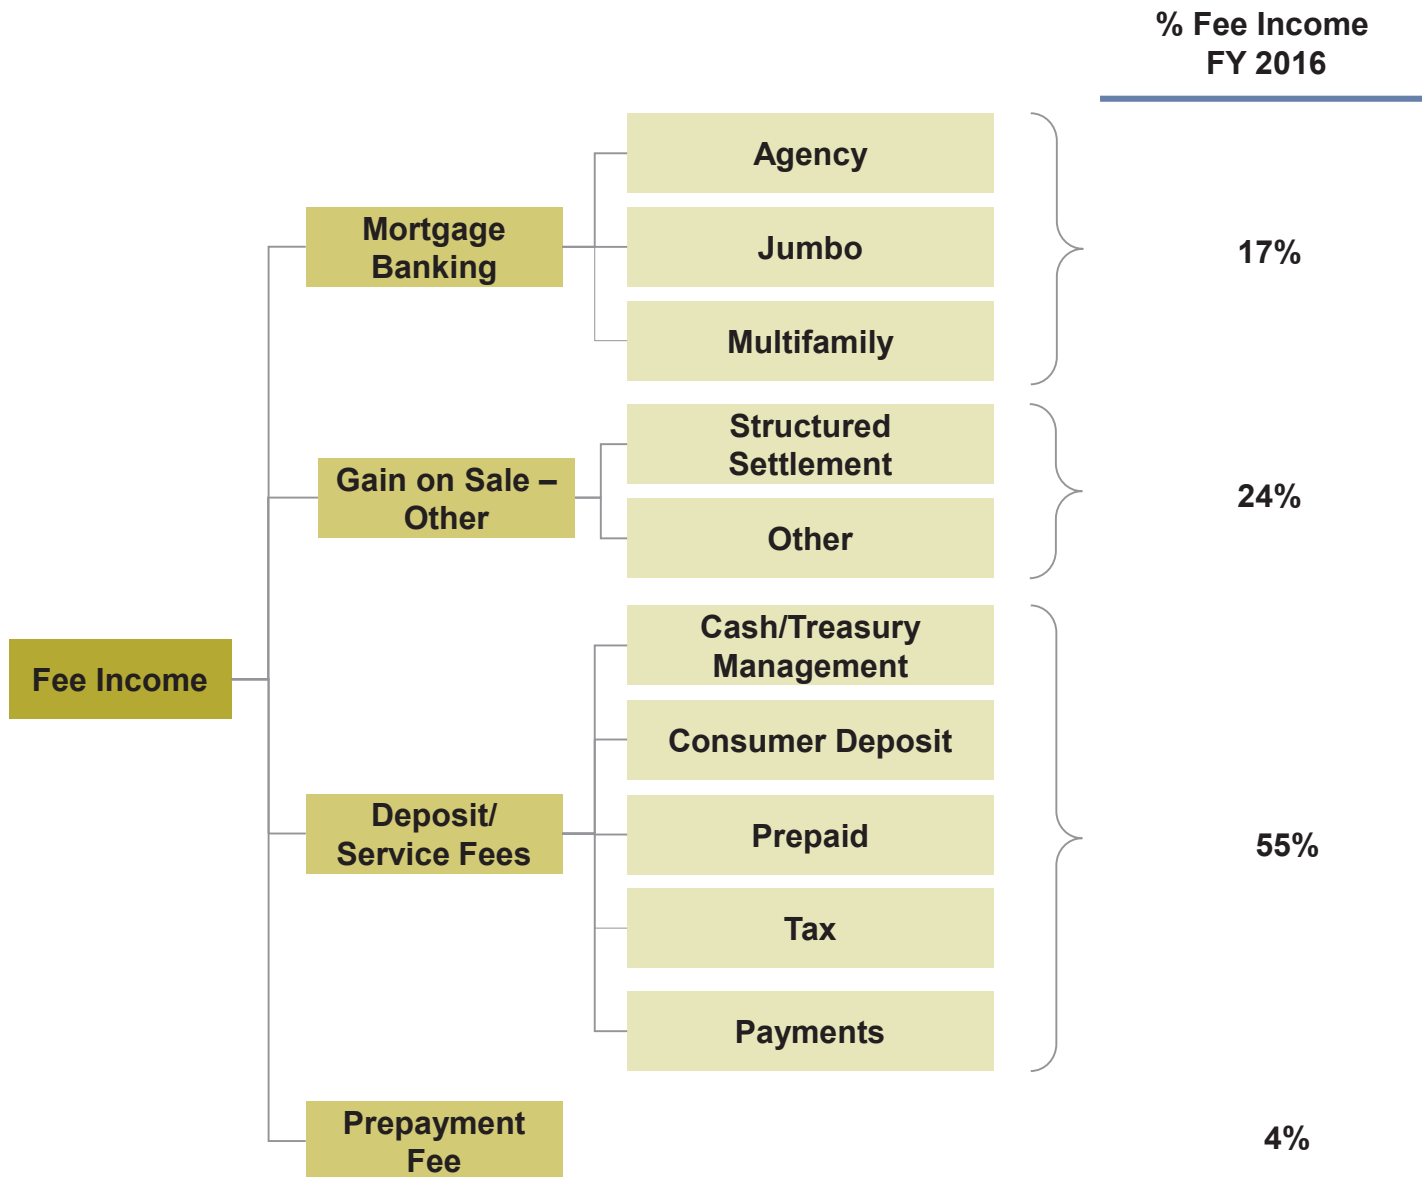 % Fee Income
FY 2016
Agency
Mortgage
Banking
Jumbo
17%
Multifamily
Structured
Settlement
Gain on Sale –
Other
24%
Other
Cash/Treasury
Management
Fee Income
Consumer Deposit
Deposit/
Service Fees
Prepaid
55%
Tax
Payments
Prepayment
Fee
4%